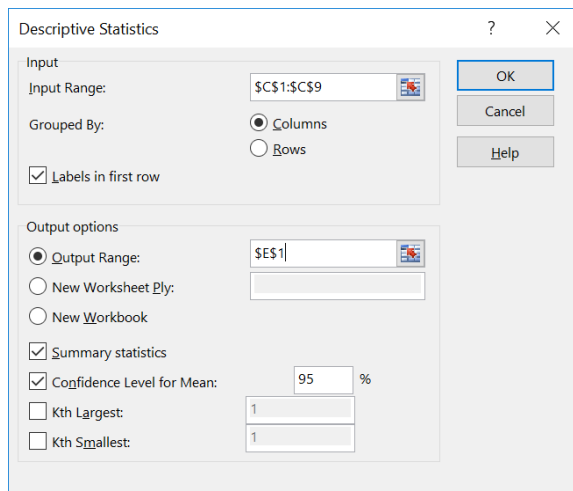 Descriptive Statistics ?
Input
Input Range: $C$1:$C$9
OK
Cancel
Grouped By: Columns
Rows
Help
Labels in first row
Output options
Output Range: $E$1
New Worksheet Ply:
New Workbook
Summary statistics
Confidence Level for Mean: 95 %
Kth Largest: 1
Kth Smallest: 1